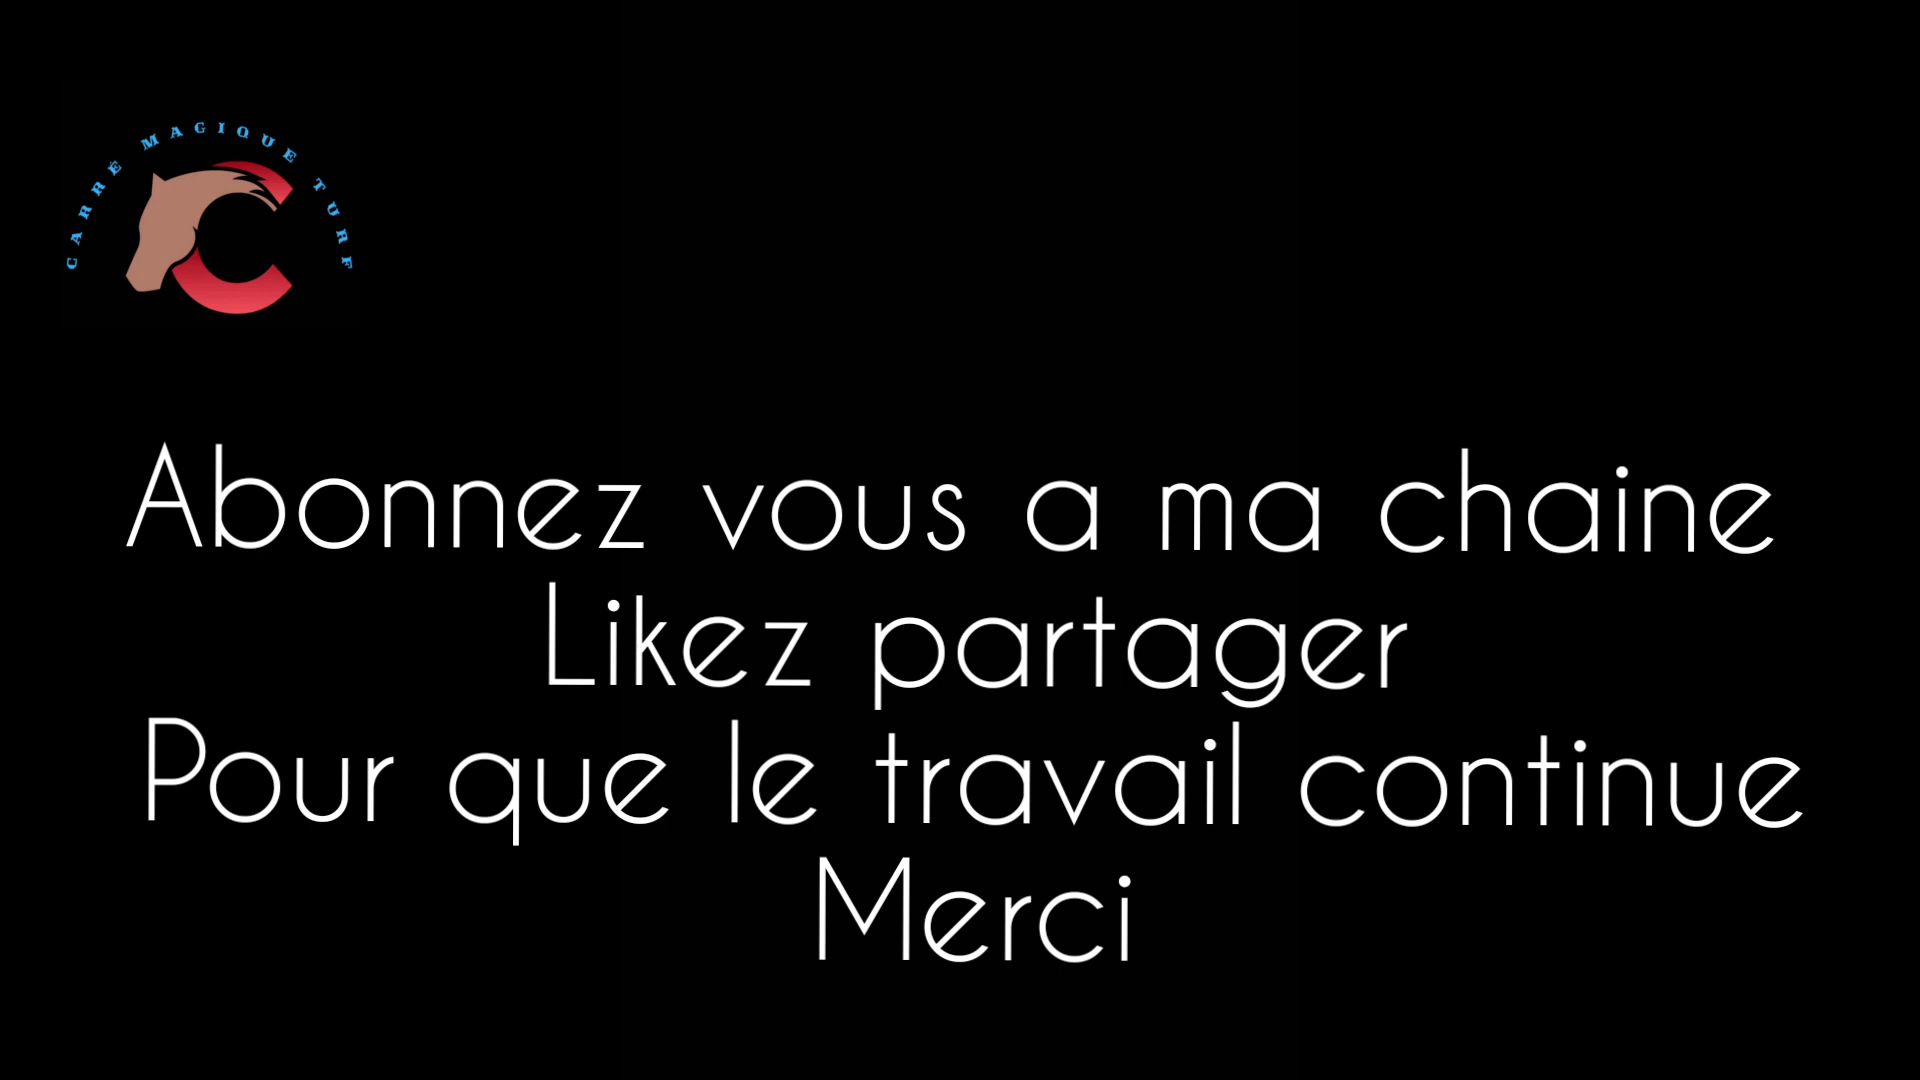 CARRÉ MAGIQUE TURF
Abonnez vous a ma chaine
Likez partager
Pour que le travail continue
Merci